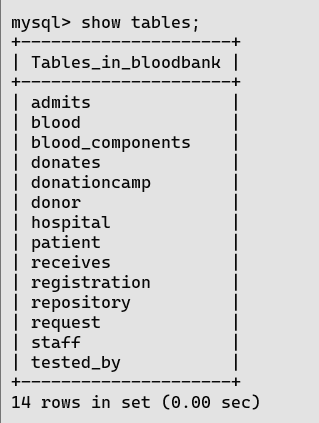 mysql> show tables;
+---------------------+
| Tables_in_bloodbank |
+---------------------+
| admits              |
| blood               |
| blood_components    |
| donates             |
| donationcamp        |
| donor               |
| hospital            |
| patient             |
| receives            |
| registration        |
| repository          |
| request             |
| staff               |
| tested_by           |
+---------------------+
14 rows in set (0.00 sec)